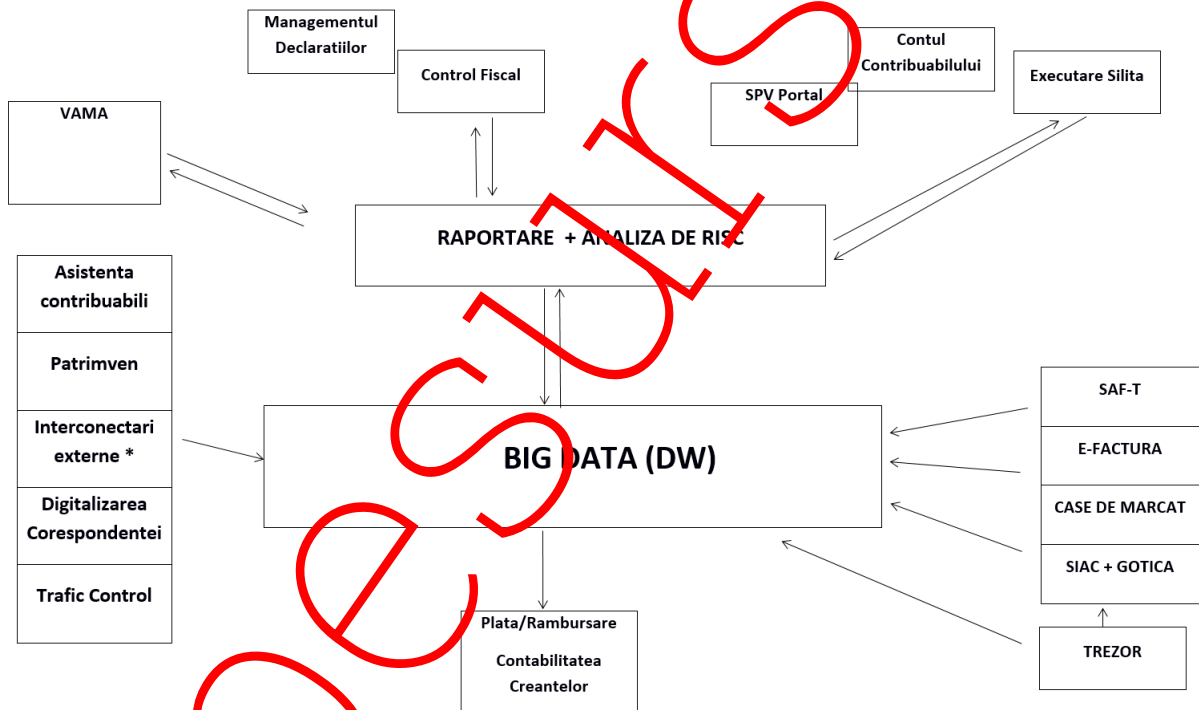 Managementul
Declaratiilor
Control Fiscal
Contul
Contribuabilului
SPV Portal
Executare Silita
VAMA
RAPORTARE + ANALIZA DE RISC
Asistenta
contribuabili
Patrimven
Interconectari
externe *
Digitalizarea
Corespondentei
Trafic Control
BIG DATA (DW)
SAF-T
E-FACTURA
CASE DE MARCAT
SIAC + GOTICA
TREZOR
Plata/Rambursare
Contabilitatea
Creantelor